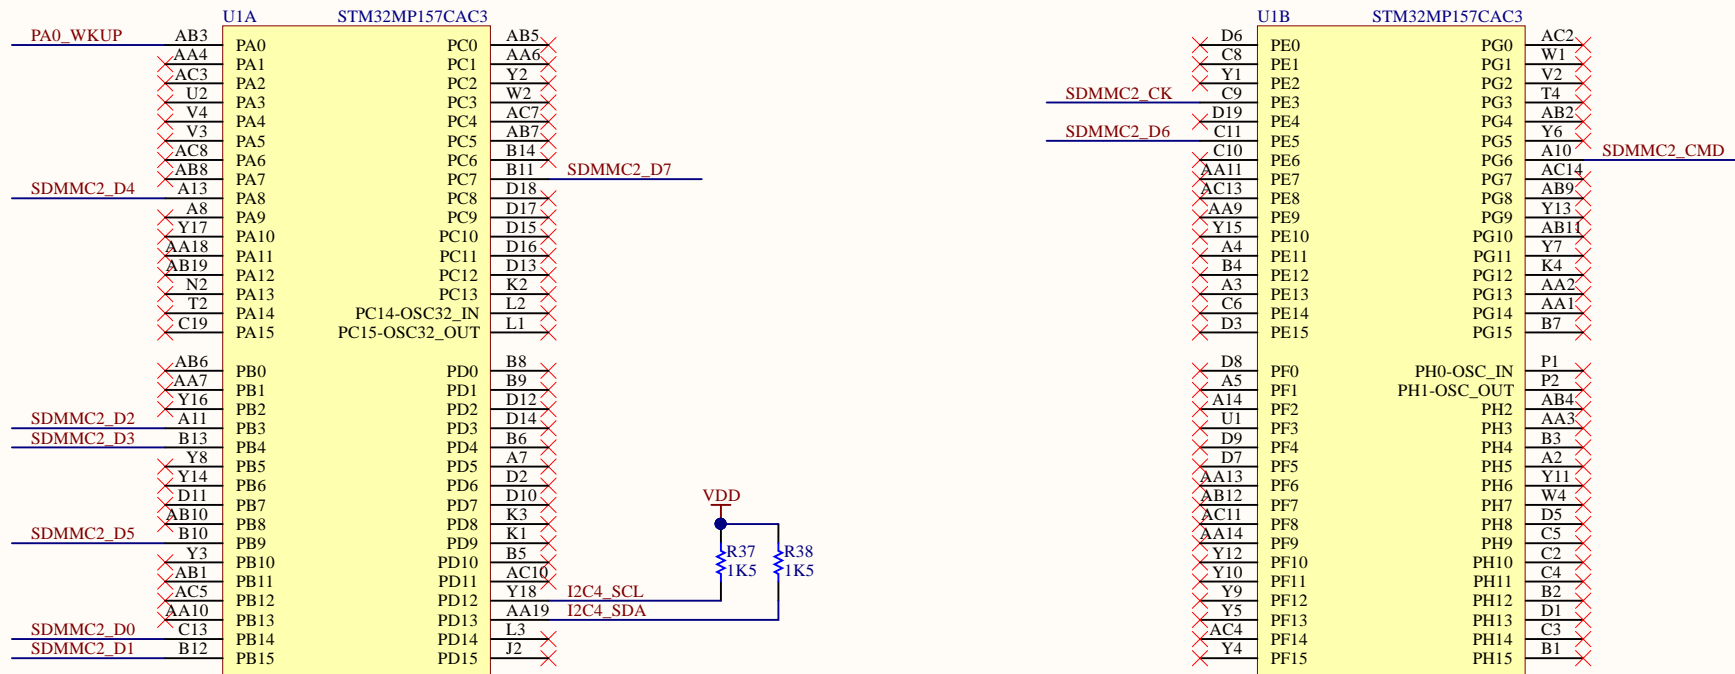 U1A STM32MP157CAC3 U1B STM32MP157CAC3
PA0_WKUP AB3 PA0 PC0 AB5 D6 PE0 PG0 AC2
AA4 PA1 PC1 AA6 C8 PE1 PG1 W1
AC3 PA2 PC2 Y2 Y1 PE2 PG2 V2
U2 PA3 PC3 W2 SDMMC2_CK C9 PE3 PG3 T4
V4 PA4 PC4 AC7 D19 PE4 PG4 AB2
V3 PA5 PC5 AB7 SDMMC2_D6 C11 PE5 PG5 Y6
AC8 PA6 PC6 B14 C10 PE6 PG6 A10 SDMMC2_CMD
AB8 PA7 PC7 B11 SDMMC2_D7 AA11 PE7 PG7 AC14
SDMMC2_D4 A13 PA8 PC8 D18 AC13 PE8 PG8 AB9
A8 PA9 PC9 D17 AA9 PE9 PG9 Y13
Y17 PA10 PC10 D15 Y15 PE10 PG10 AB11
AA18 PA11 PC11 D16 A4 PE11 PG11 Y7
AB19 PA12 PC12 D13 B4 PE12 PG12 K4
N2 PA13 PC13 K2 A3 PE13 PG13 AA2
T2 PA14 PC14-OSC32_IN L2 C6 PE14 PG14 AA1
C19 PA15 PC15-OSC32_OUT L1 D3 PE15 PG15 B7
AB6 PB0 PD0 B8 D8 PF0 PH0-OSC_IN P1
AA7 PB1 PD1 B9 A5 PF1 PH1-OSC_OUT P2
Y16 PB2 PD2 D12 A14 PF2 PH2 AB4
SDMMC2_D2 A11 PB3 PD3 D14 U1 PF3 PH3 AA3
SDMMC2_D3 B13 PB4 PD4 B6 D9 PF4 PH4 B3
Y8 PB5 PD5 A7 D7 PF5 PH5 A2
Y14 PB6 PD6 D2 AA13 PF6 PH6 Y11
D11 PB7 PD7 D10 VDD AB12 PF7 PH7 W4
AB10 PB8 PD8 K3 AC11 PF8 PH8 D5
SDMMC2_D5 B10 PB9 PD9 K1 R37 R38 AA14 PF9 PH9 C5
Y3 PB10 PD10 B5 1K5 1K5 Y12 PF10 PH10 C2
AB1 PB11 PD11 AC10 Y10 PF11 PH11 C4
AC5 PB12 PD12 Y18 I2C4_SCL Y9 PF12 PH12 B2
AA10 PB13 PD13 AA19 I2C4_SDA Y5 PF13 PH13 D1
SDMMC2_D0 C13 PB14 PD14 L3 AC4 PF14 PH14 C3
SDMMC2_D1 B12 PB15 PD15 J2 Y4 PF15 PH15 B1